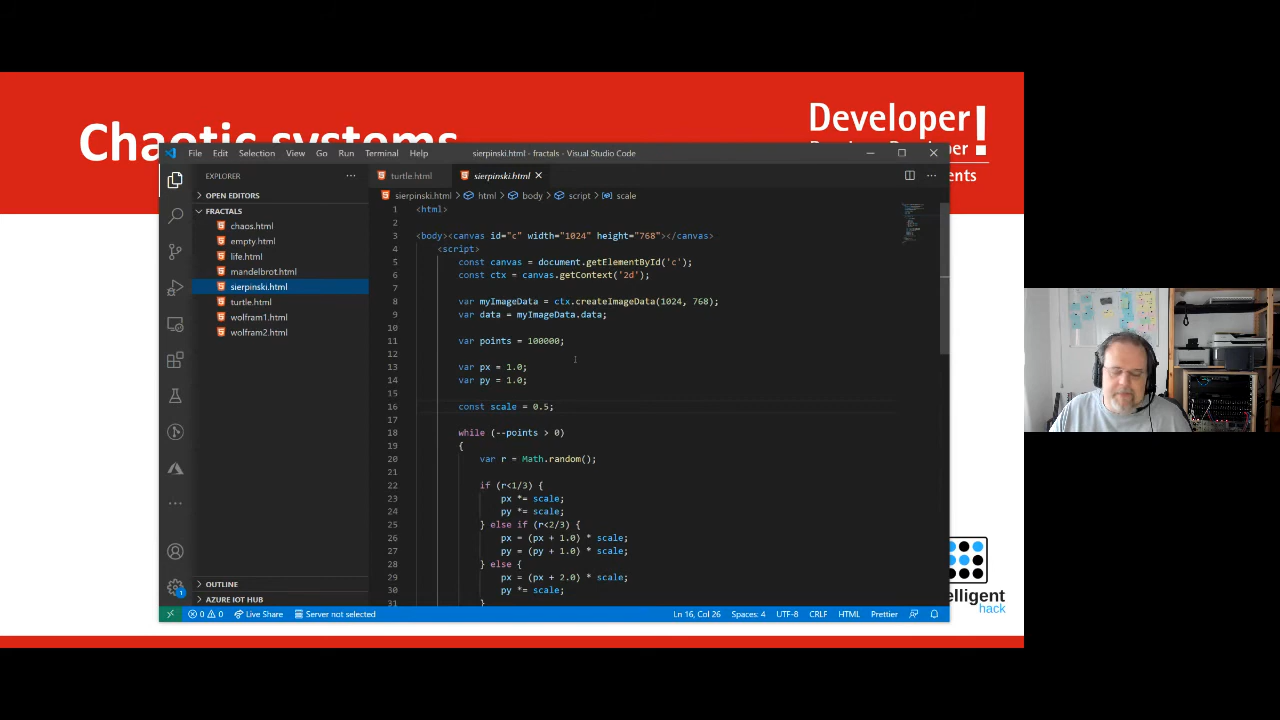 Chaotic systems
Developer!
File Edit Selection View Go Run Terminal Help
sierpinski.html - fractals - Visual Studio Code
ents
EXPLORER
turtle.html
sierpinski.html
OPEN EDITORS
sierpinski.html > html > body > script > scale
FRACTALS
chaos.html
empty.html
life.html
mandelbrot.html
sierpinski.html
turtle.html
wolfram1.html
wolfram2.html
1 <html>
2
3 <body><canvas id="c" width="1024" height="768"></canvas>
4 <script>
5 const canvas = document.getElementById('c');
6 const ctx = canvas.getContext('2d');
7
8 var myImageData = ctx.createImageData(1024, 768);
9 var data = myImageData.data;
10
11 var points = 100000;
12
13 var px = 1.0;
14 var py = 1.0;
15
16 const scale = 0.5;
17
18 while (--points > 0)
19 {
20 var r = Math.random();
21
22 if (r<1/3) {
23 px *= scale;
24 py *= scale;
25 } else if (r<2/3) {
26 px = (px + 1.0) * scale;
27 py = (py + 1.0) * scale;
28 } else {
29 px = (px + 2.0) * scale;
30 py *= scale;
31 }
OUTLINE
AZURE IOT HUB
0 0 Live Share Server not selected
Ln 16, Col 26 Spaces: 4 UTF-8 CRLF HTML Prettier
1
elligent
hack